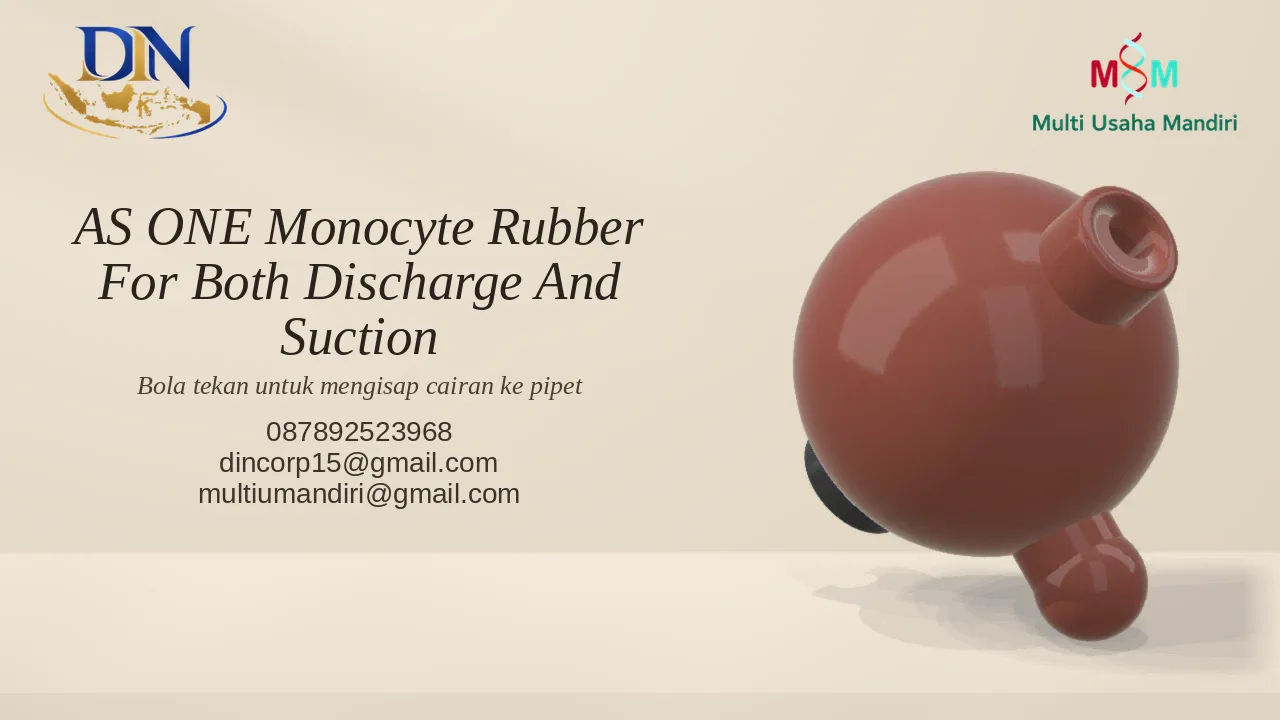 DIN
M M
Multi Usaha Mandiri
AS ONE Monocyte Rubber
For Both Discharge And
Suction
Bola tekan untuk mengisap cairan ke pipet
087892523968
dincorp15@gmail.com
multiumandiri@gmail.com